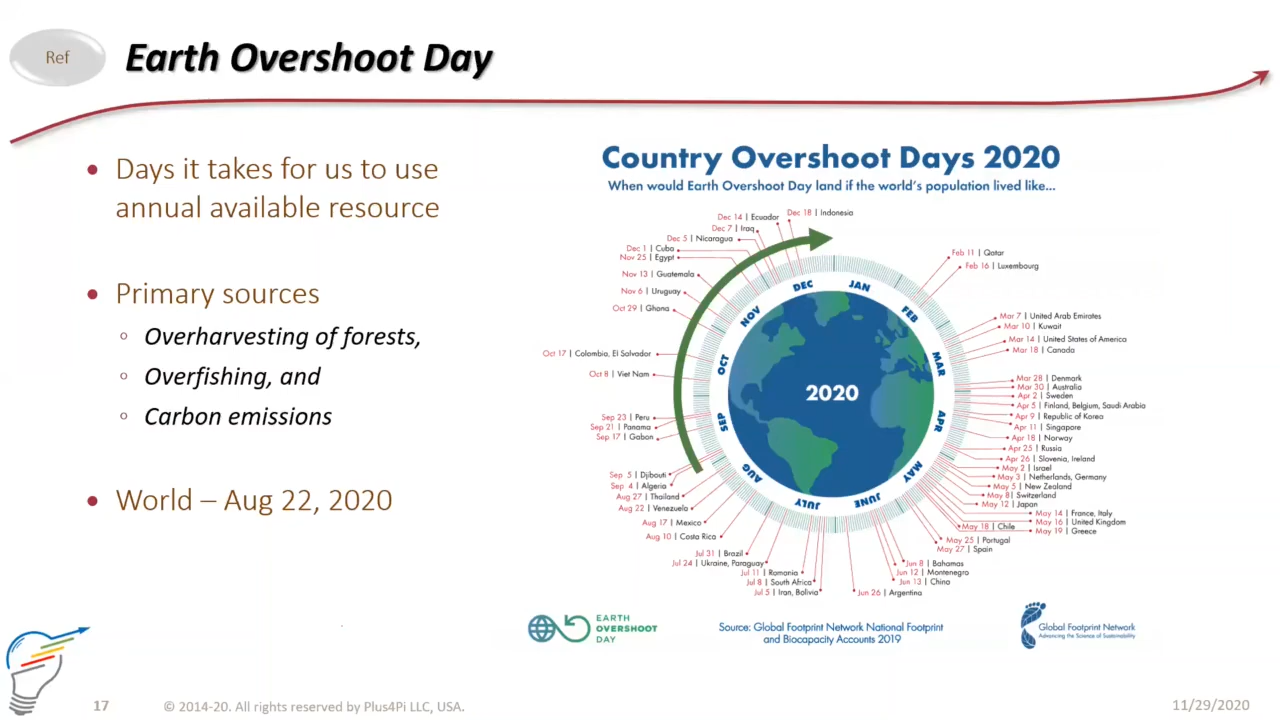 Ref
Earth Overshoot Day
Days it takes for us to use
annual available resource
Primary sources
Overharvesting of forests,
Overfishing, and
Carbon emissions
World – Aug 22, 2020
Country Overshoot Days 2020
When would Earth Overshoot Day land if the world's population lived like...
Dec 18 | Indonesia
Dec 14 | Ecuador
Dec 7 | Iraq
Dec 5 | Nicaragua
Dec 1 | Cuba
Nov 25 | Egypt
Nov 13 | Guatemala
Nov 6 | Uruguay
Oct 29 | Ghana
Oct 17 | Colombia, El Salvador
Oct 8 | Viet Nam
Sep 23 | Peru
Sep 21 | Panama
Sep 17 | Gabon
Sep 5 | Djibouti
Sep 4 | Algeria
Aug 27 | Thailand
Aug 22 | Venezuela
Aug 17 | Mexico
Aug 10 | Costa Rica
Jul 31 | Brazil
Jul 24 | Ukraine, Paraguay
Jul 11 | Romania
Jul 8 | South Africa
Jul 5 | Iran, Bolivia
Feb 11 | Qatar
Feb 16 | Luxembourg
Mar 7 | United Arab Emirates
Mar 10 | Kuwait
Mar 14 | United States of America
Mar 18 | Canada
Mar 28 | Denmark
Mar 30 | Australia
Apr 2 | Sweden
Apr 5 | Finland, Belgium, Saudi Arabia
Apr 9 | Republic of Korea
Apr 11 | Singapore
Apr 18 | Norway
Apr 25 | Russia
Apr 26 | Slovenia, Ireland
May 2 | Israel
May 3 | Netherlands, Germany
May 5 | New Zealand
May 8 | Switzerland
May 12 | Japan
May 14 | France, Italy
May 16 | United Kingdom
May 18 | Chile
May 19 | Greece
May 25 | Portugal
May 27 | Spain
Jun 8 | Bahamas
Jun 12 | Montenegro
Jun 13 | China
Jun 26 | Argentina
JAN
FEB
MAR
APR
MAY
JUNE
JULY
AUG
SEP
OCT
NOV
DEC
2020
EARTH
OVERSHOOT
DAY
Source: Global Footprint Network National Footprint
and Biocapacity Accounts 2019
Global Footprint Network
Advancing the Science of Sustainability
17
© 2014-20. All rights reserved by Plus4Pi LLC, USA.
11/29/2020